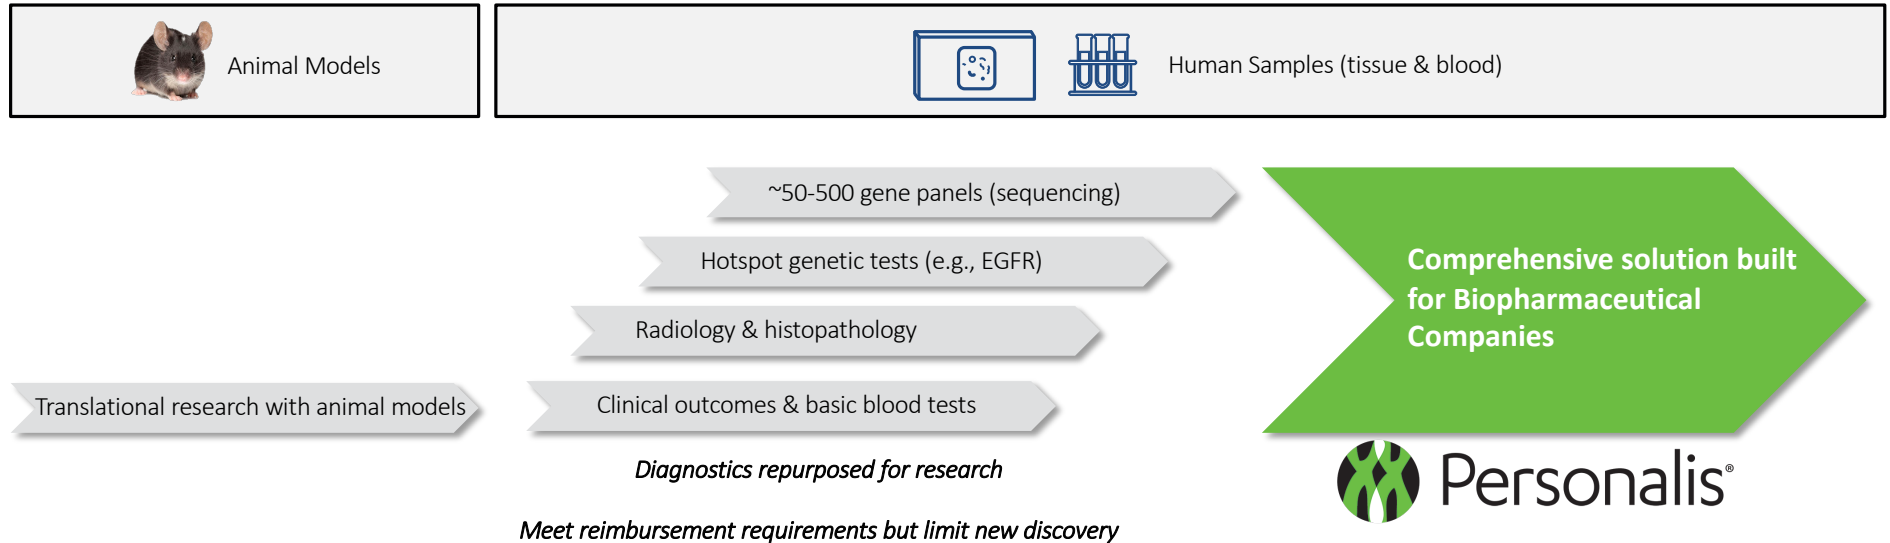 Animal Models
Human Samples (tissue & blood)
~50-500 gene panels (sequencing)
Hotspot genetic tests (e.g., EGFR)
Radiology & histopathology
Translational research with animal models
Clinical outcomes & basic blood tests
Diagnostics repurposed for research
Meet reimbursement requirements but limit new discovery
Comprehensive solution built
for Biopharmaceutical
Companies
Personalis®